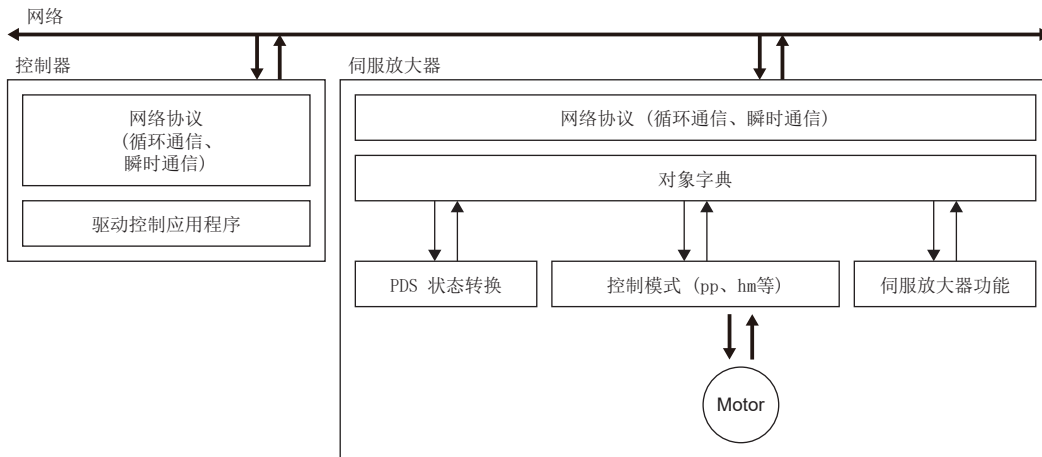 网络
控制器
网络协议
(循环通信、
瞬时通信)
驱动控制应用程序
伺服放大器
网络协议 (循环通信、瞬时通信)
对象字典
PDS 状态转换
控制模式 (pp、hm等)
伺服放大器功能
Motor